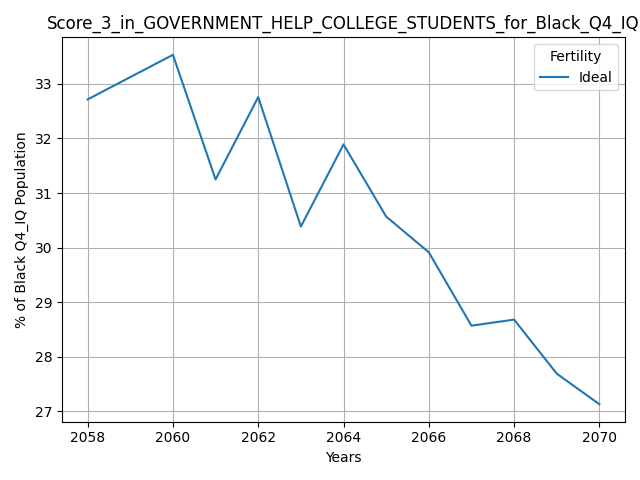 Score_3_in_GOVERNMENT_HELP_COLLEGE_STUDENTS_for_Black_Q4_IQ
Fertility
Ideal
% of Black Q4_IQ Population
33
32
31
30
29
28
27
2058 2060 2062 2064 2066 2068 2070
Years